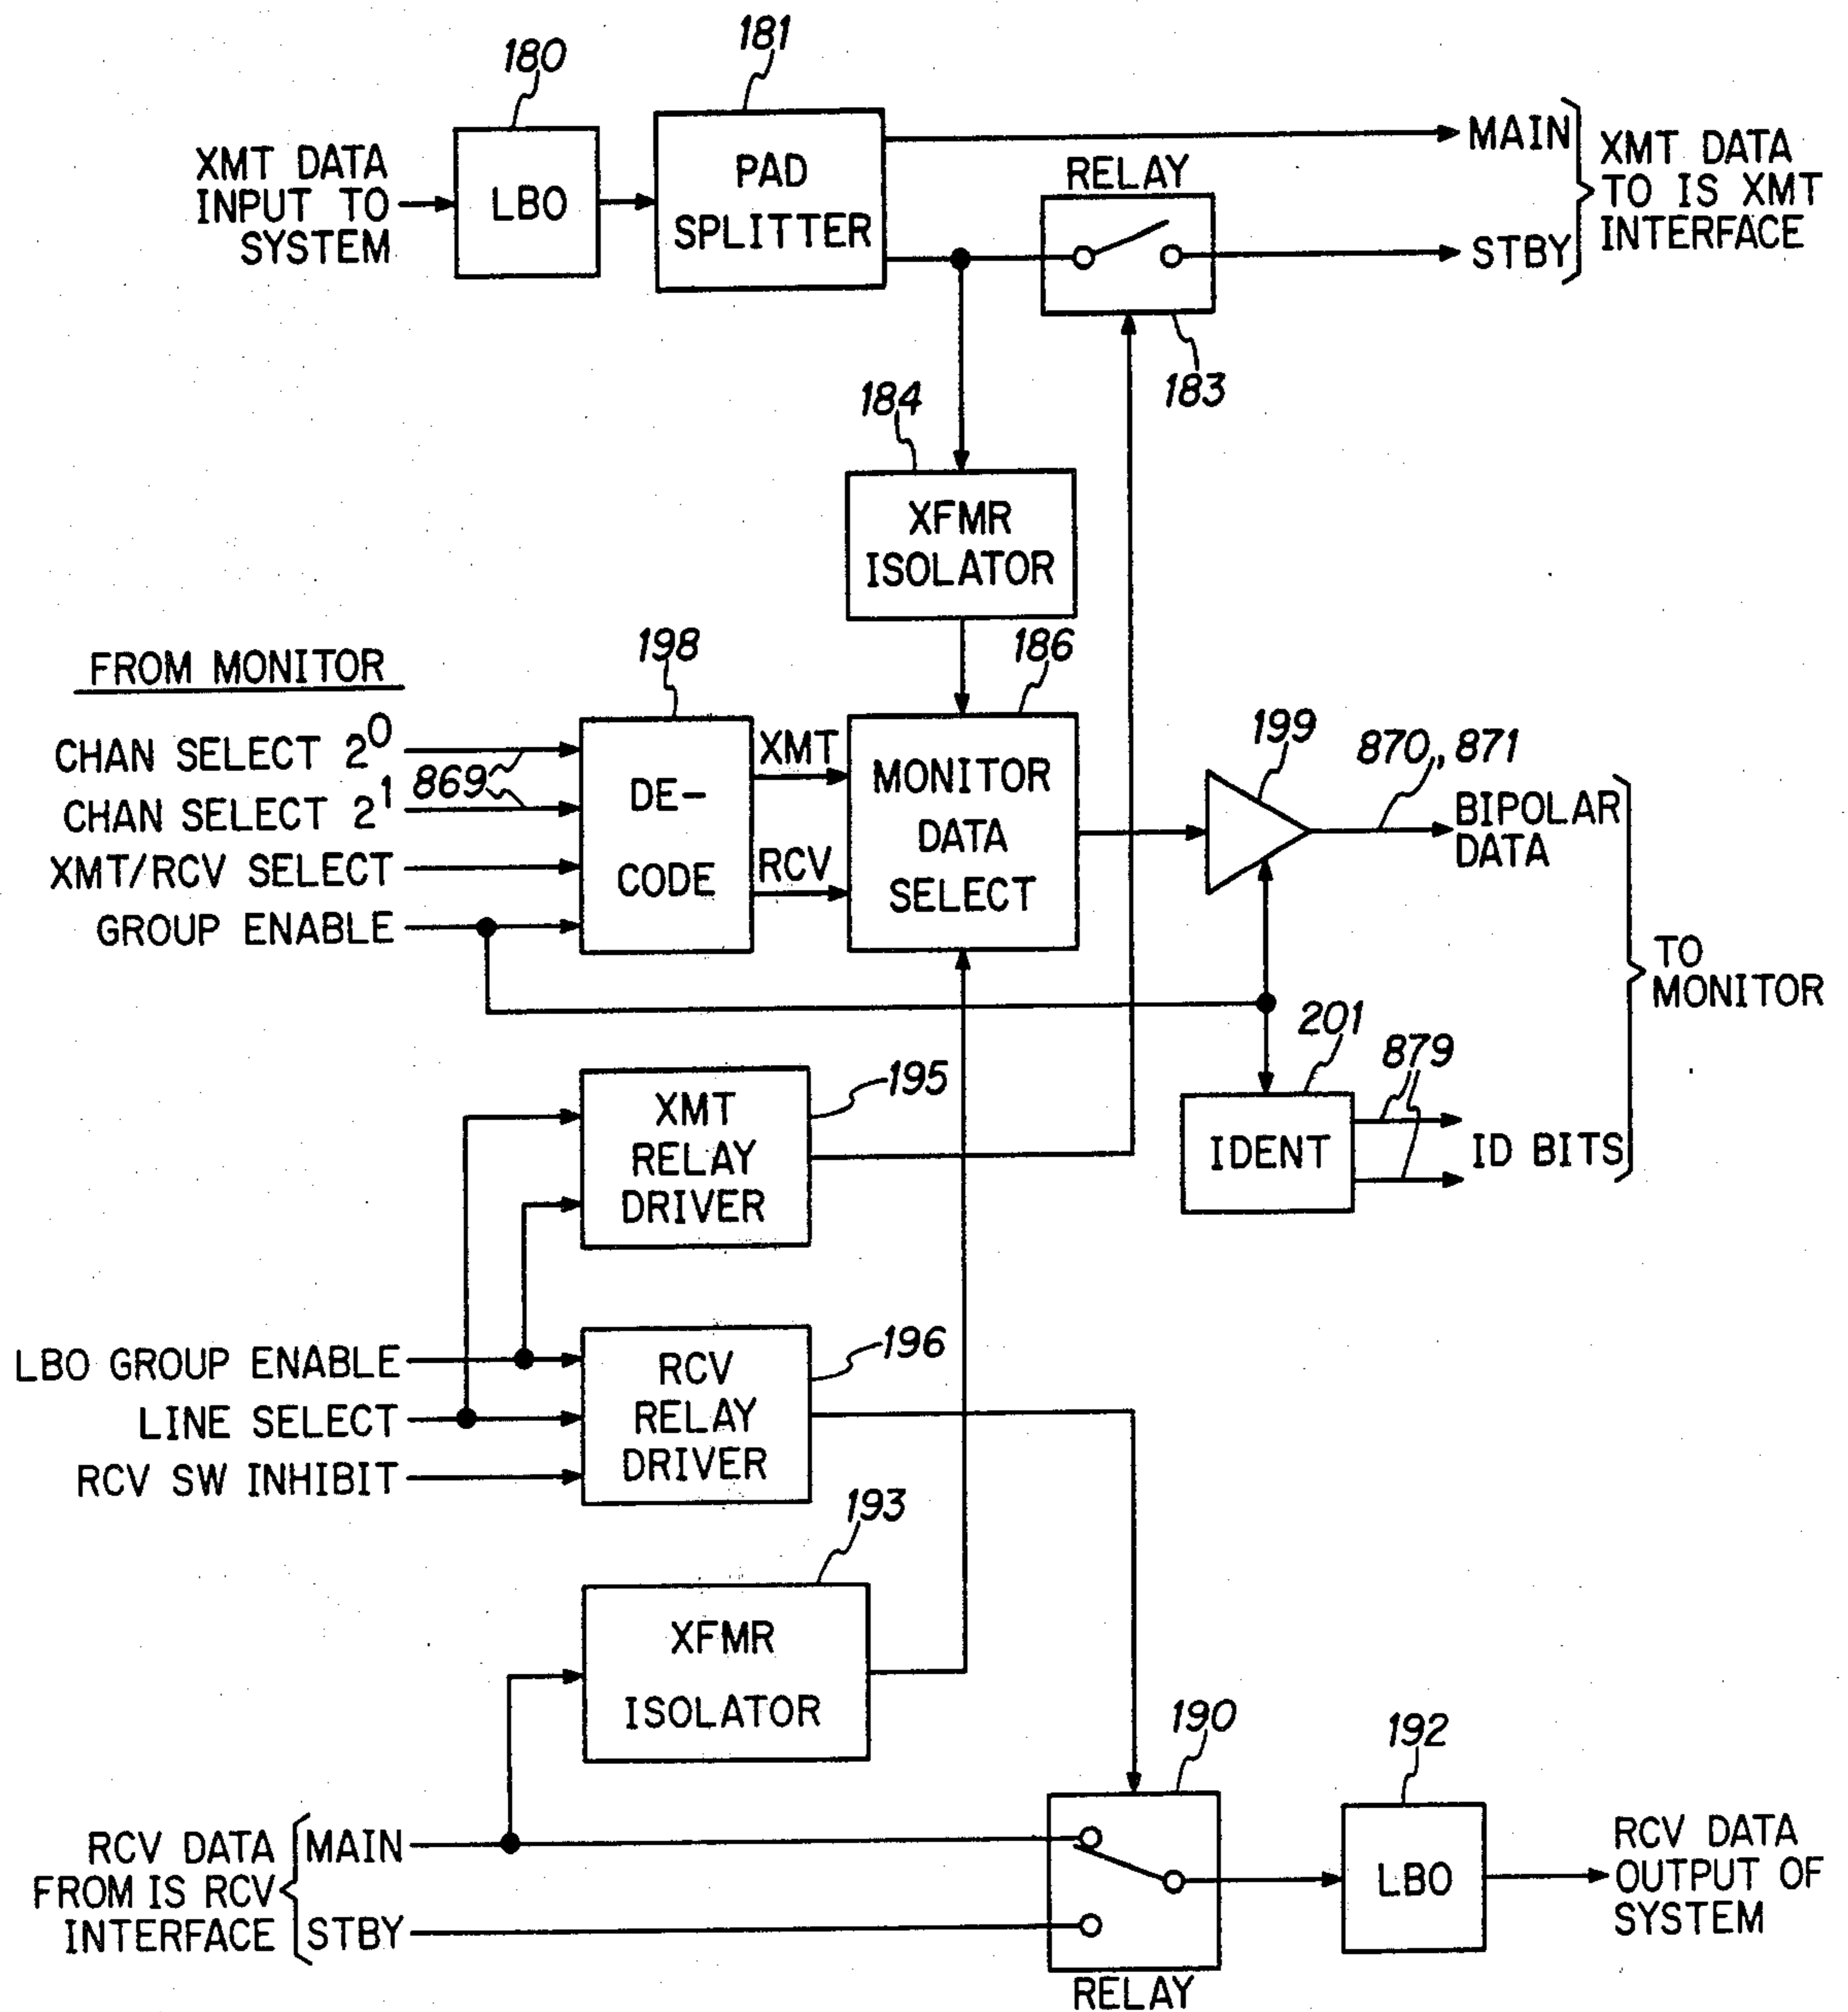 180
181
XMT DATA
INPUT TO
SYSTEM
LBO
PAD
SPLITTER
RELAY
MAIN
STBY
XMT DATA
TO IS XMT
INTERFACE
183
184
XFMR
ISOLATOR
FROM MONITOR
198
186
CHAN SELECT 2⁰
869
CHAN SELECT 2¹
XMT/RCV SELECT
GROUP ENABLE
DE-
CODE
XMT
RCV
MONITOR
DATA
SELECT
199
870, 871
BIPOLAR
DATA
TO
MONITOR
201
879
IDENT
ID BITS
195
XMT
RELAY
DRIVER
LBO GROUP ENABLE
LINE SELECT
RCV SW INHIBIT
196
RCV
RELAY
DRIVER
193
XFMR
ISOLATOR
190
192
RCV DATA
FROM IS RCV
INTERFACE
MAIN
STBY
RELAY
LBO
RCV DATA
OUTPUT OF
SYSTEM